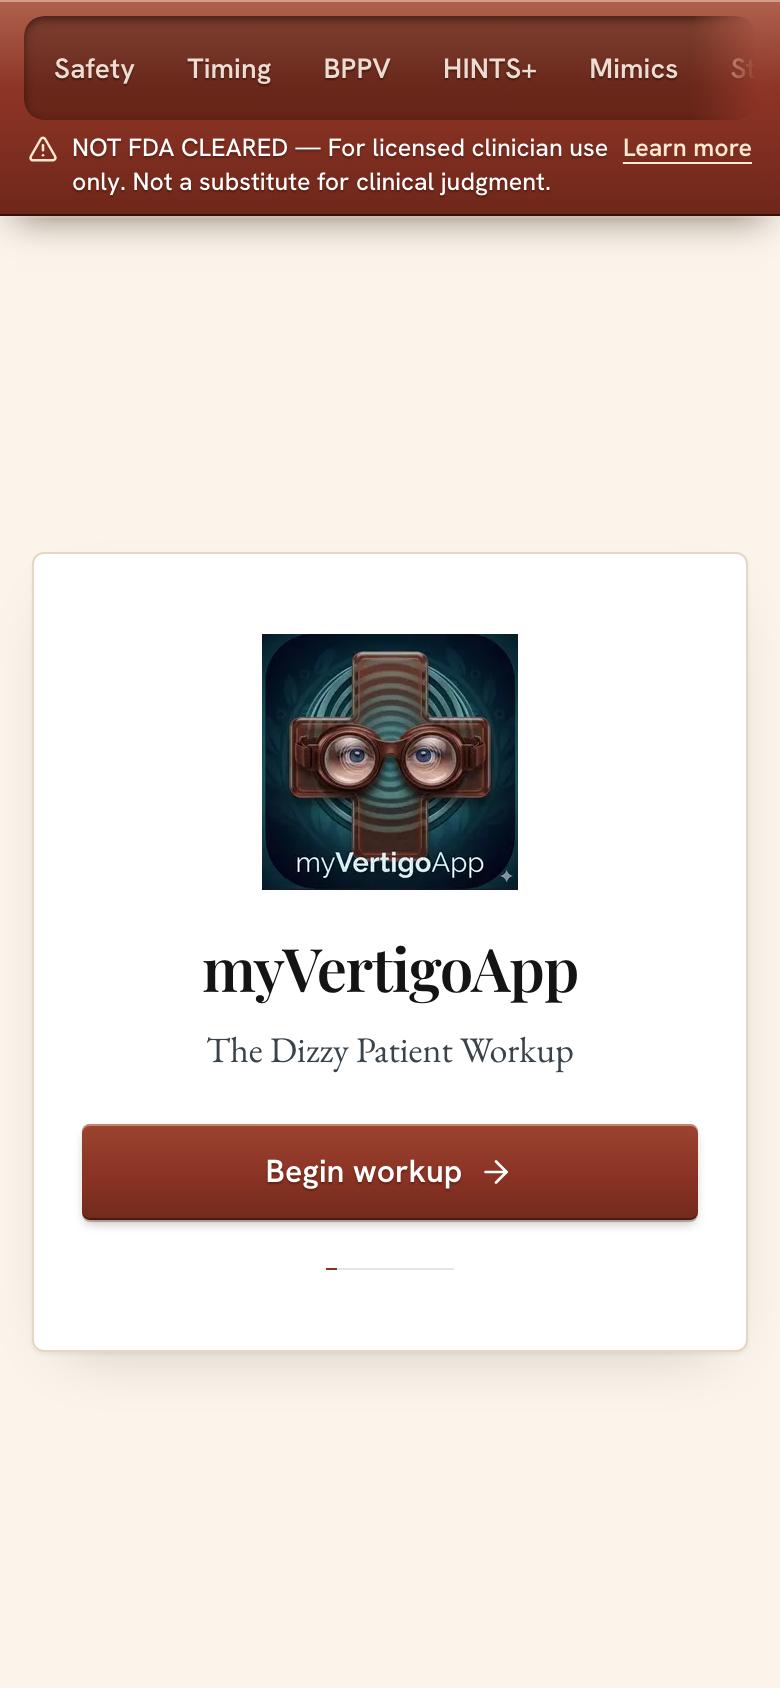 Safety Timing BPPV HINTS+ Mimics
NOT FDA CLEARED — For licensed clinician use Learn more
only. Not a substitute for clinical judgment.
myVertigoApp
myVertigoApp
The Dizzy Patient Workup
Begin workup →